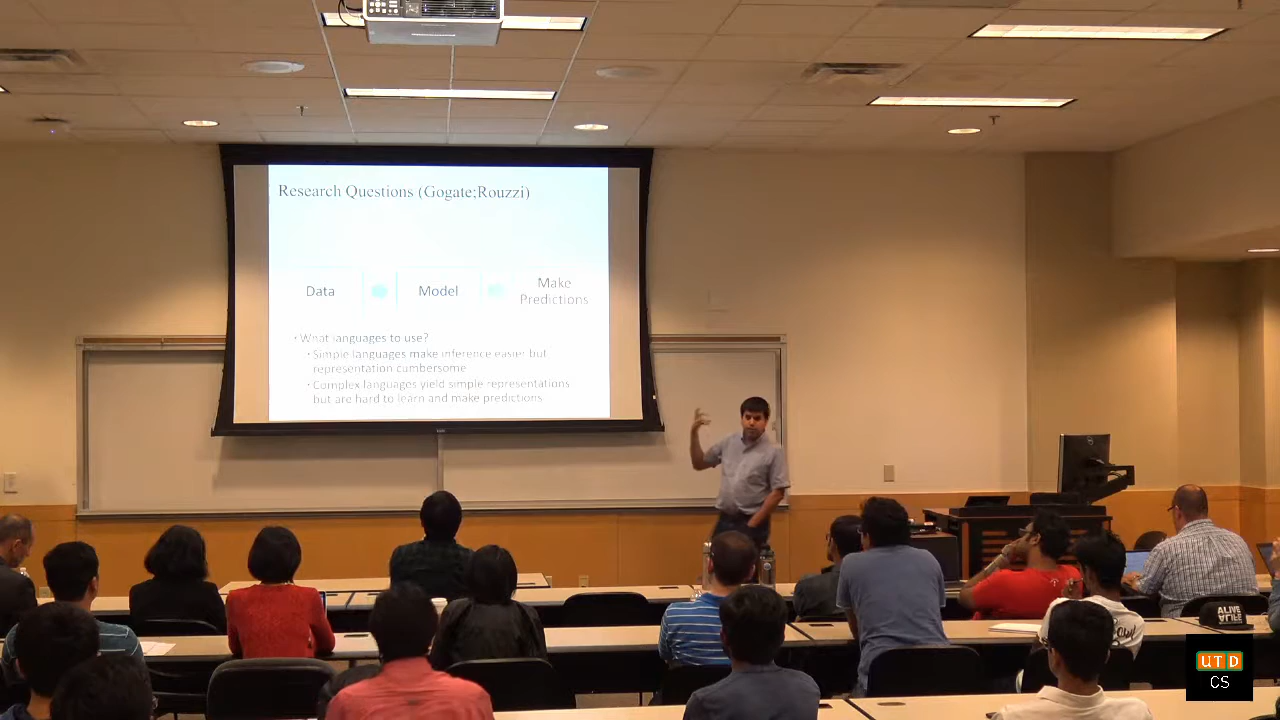 Research Questions (Gogate;Rouzzi)
Data
Model
Make
Predictions
• What languages to use?
• Simple languages make inference easier but
representation cumbersome
• Complex languages yield simple representations
but are hard to learn and make predictions
ALIVE
UTD
CS